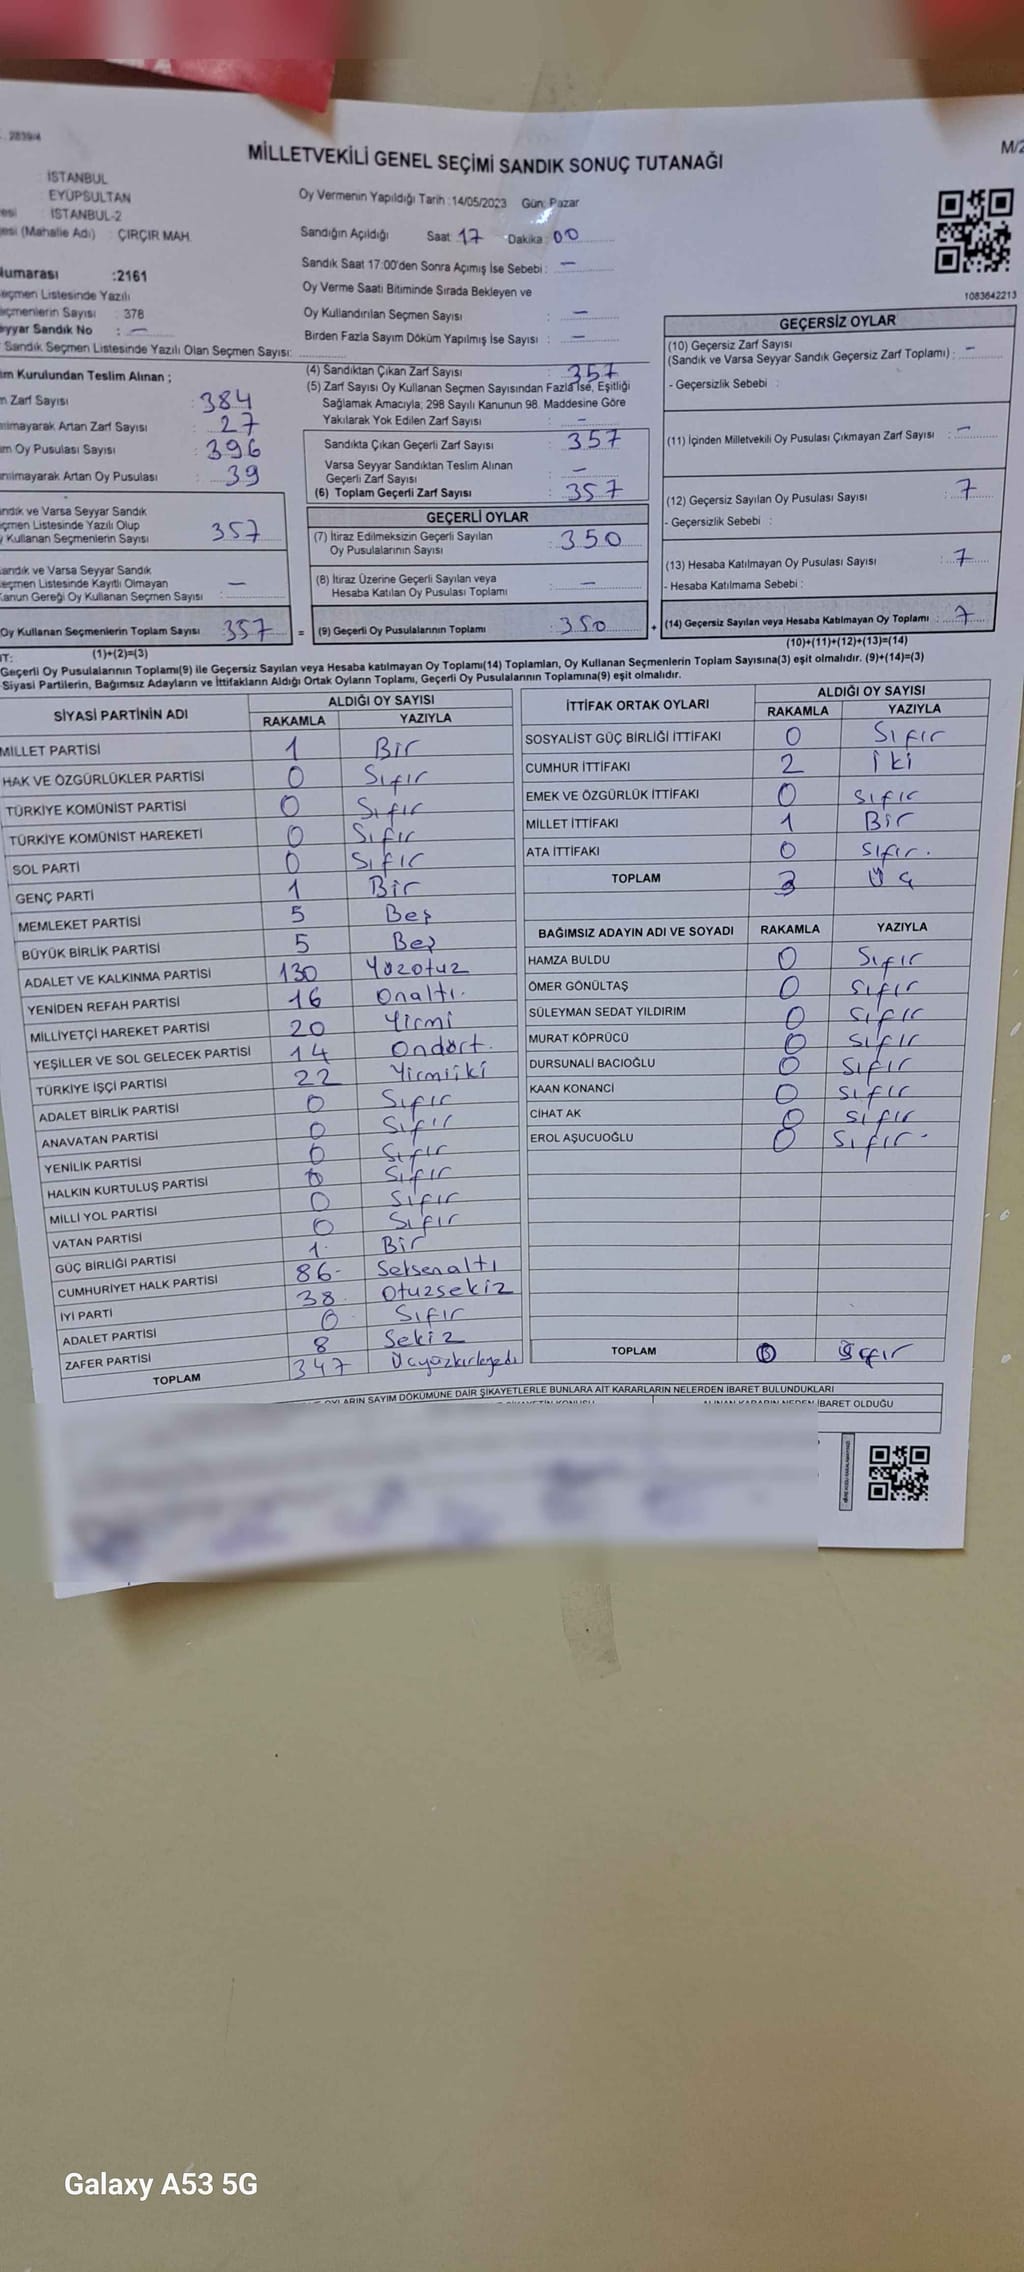 2839/4
MİLLETVEKİLİ GENEL SEÇİMİ SANDIK SONUÇ TUTANAĞI
M/2
İSTANBUL
EYÜPSULTAN
İSTANBUL-2
esi (Mahalle Adı) : ÇIRÇIR MAH.
Oy Vermenin Yapıldığı Tarih : 14/05/2023 Gün: Pazar
Sandığın Açıldığı Saat 17 Dakika 00
Sandık Saat 17:00'den Sonra Açımış İse Sebebi : —
Oy Verme Saati Bitiminde Sırada Bekleyen ve
Oy Kullandırılan Seçmen Sayısı : —
Birden Fazla Sayım Döküm Yapılmış İse Sayısı : —
1083642213
umarası :2161
eçmen Listesinde Yazılı
eçmenlerin Sayısı : 378
eyyar Sandık No : —
Sandık Seçmen Listesinde Yazılı Olan Seçmen Sayısı:
im Kurulundan Teslim Alınan ;
n Zarf Sayısı : 384
nılmayarak Artan Zarf Sayısı : 27
im Oy Pusulası Sayısı : 396
nılmayarak Artan Oy Pusulası : 39
andık ve Varsa Seyyar Sandık
çmen Listesinde Yazılı Olup
Kullanan Seçmenlerin Sayısı 357
andık ve Varsa Seyyar Sandık
eçmen Listesinde Kayıtlı Olmayan
Kanun Gereği Oy Kullanan Seçmen Sayısı : —
Oy Kullanan Seçmenlerin Toplam Sayısı 357
(1)+(2)=(3)
(4) Sandıktan Çıkan Zarf Sayısı : 357
(5) Zarf Sayısı Oy Kullanan Seçmen Sayısından Fazla İse, Eşitliği
Sağlamak Amacıyla, 298 Sayılı Kanunun 98. Maddesine Göre
Yakılarak Yok Edilen Zarf Sayısı : —
Sandıkta Çıkan Geçerli Zarf Sayısı : 357
Varsa Seyyar Sandıktan Teslim Alınan
Geçerli Zarf Sayısı : —
(6) Toplam Geçerli Zarf Sayısı : 357
GEÇERLİ OYLAR
(7) İtiraz Edilmeksizin Geçerli Sayılan
Oy Pusulalarının Sayısı : 350
(8) İtiraz Üzerine Geçerli Sayılan veya
Hesaba Katılan Oy Pusulası Toplamı : —
= (9) Geçerli Oy Pusulalarının Toplamı : 350
GEÇERSİZ OYLAR
(10) Geçersiz Zarf Sayısı
(Sandık ve Varsa Seyyar Sandık Geçersiz Zarf Toplamı) : —
- Geçersizlik Sebebi :
(11) İçinden Milletvekili Oy Pusulası Çıkmayan Zarf Sayısı : —
(12) Geçersiz Sayılan Oy Pusulası Sayısı : 7
- Geçersizlik Sebebi :
(13) Hesaba Katılmayan Oy Pusulası Sayısı : 7
- Hesaba Katılmama Sebebi :
+ (14) Geçersiz Sayılan veya Hesaba Katılmayan Oy Toplamı : 7
(10)+(11)+(12)+(13)=(14)
Geçerli Oy Pusulalarının Toplamı(9) ile Geçersiz Sayılan veya Hesaba katılmayan Oy Toplamı(14) Toplamları, Oy Kullanan Seçmenlerin Toplam Sayısına(3) eşit olmalıdır. (9)+(14)=(3)
Siyasi Partilerin, Bağımsız Adayların ve İttifakların Aldığı Ortak Oyların Toplamı, Geçerli Oy Pusulalarının Toplamına(9) eşit olmalıdır.
SİYASİ PARTİNİN ADI
ALDIĞI OY SAYISI
RAKAMLA YAZIYLA
MİLLET PARTİSİ 1 Bir
HAK VE ÖZGÜRLÜKLER PARTİSİ 0 Sıfır
TÜRKİYE KOMÜNİST PARTİSİ 0 Sıfır
TÜRKİYE KOMÜNİST HAREKETİ 0 Sıfır
SOL PARTİ 0 Sıfır
GENÇ PARTİ 1 Bir
MEMLEKET PARTİSİ 5 Beş
BÜYÜK BİRLİK PARTİSİ 5 Beş
ADALET VE KALKINMA PARTİSİ 130 Yüzotuz
YENİDEN REFAH PARTİSİ 16 Onaltı.
MİLLİYETÇİ HAREKET PARTİSİ 20 Yirmi
YEŞİLLER VE SOL GELECEK PARTİSİ 14 Ondört.
TÜRKİYE İŞÇİ PARTİSİ 22 Yirmiiki
ADALET BİRLİK PARTİSİ 0 Sıfır
ANAVATAN PARTİSİ 0 Sıfır
YENİLİK PARTİSİ 0 Sıfır
HALKIN KURTULUŞ PARTİSİ 0 Sıfır
MİLLİ YOL PARTİSİ 0 Sıfır
VATAN PARTİSİ 0 Sıfır
GÜÇ BİRLİĞİ PARTİSİ 1. Bir
CUMHURİYET HALK PARTİSİ 86- Seksenaltı
İYİ PARTİ 38. Otuzsekiz
ADALET PARTİSİ 0 Sıfır
ZAFER PARTİSİ 8 Sekiz
TOPLAM 347 Üçyüzkırkyedi
İTTİFAK ORTAK OYLARI
ALDIĞI OY SAYISI
RAKAMLA YAZIYLA
SOSYALİST GÜÇ BİRLİĞİ İTTİFAKI 0 Sıfır
CUMHUR İTTİFAKI 2 İki
EMEK VE ÖZGÜRLÜK İTTİFAKI 0 Sıfır
MİLLET İTTİFAKI 1 Bir
ATA İTTİFAKI 0 Sıfır.
TOPLAM 3 Üç
BAĞIMSIZ ADAYIN ADI VE SOYADI RAKAMLA YAZIYLA
HAMZA BULDU 0 Sıfır
ÖMER GÖNÜLTAŞ 0 Sıfır
SÜLEYMAN SEDAT YILDIRIM 0 Sıfır
MURAT KÖPRÜCÜ 0 Sıfır
DURSUNALİ BACIOĞLU 0 Sıfır
KAAN KONANCİ 0 Sıfır
CİHAT AK 0 Sıfır
EROL AŞUCUOĞLU 0 Sıfır-
TOPLAM 0 Sıfır
OYLARIN SAYIM DÖKÜMÜNE DAİR ŞİKAYETLERLE BUNLARA AİT KARARLARIN NELERDEN İBARET BULUNDUKLARI
ALINAN KARARIN NEDEN İBARET OLDUĞU
Galaxy A53 5G